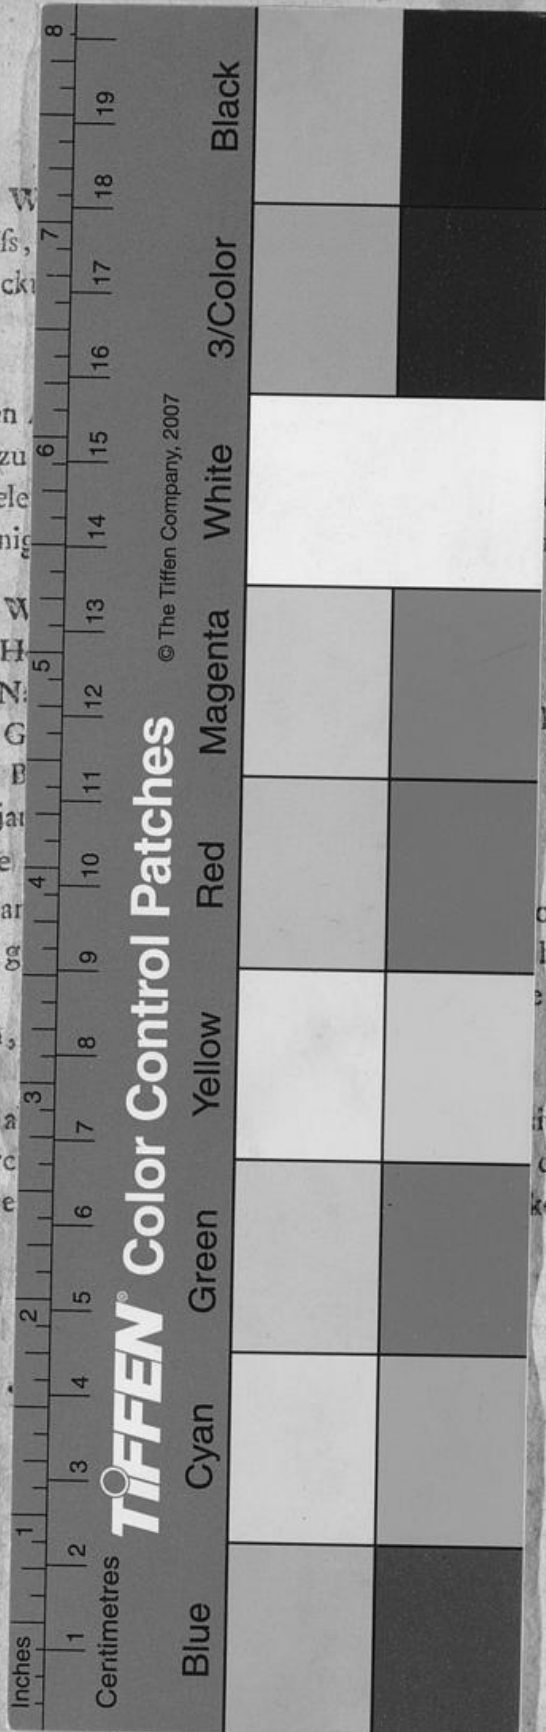 Inches 1 2 3 4 5 6 7 8
Centimetres 1 2 3 4 5 6 7 8 9 10 11 12 13 14 15 16 17 18 19
TIFFEN® Color Control Patches
© The Tiffen Company, 2007
Blue Cyan Green Yellow Red Magenta White 3/Color Black
W
zu
W
G